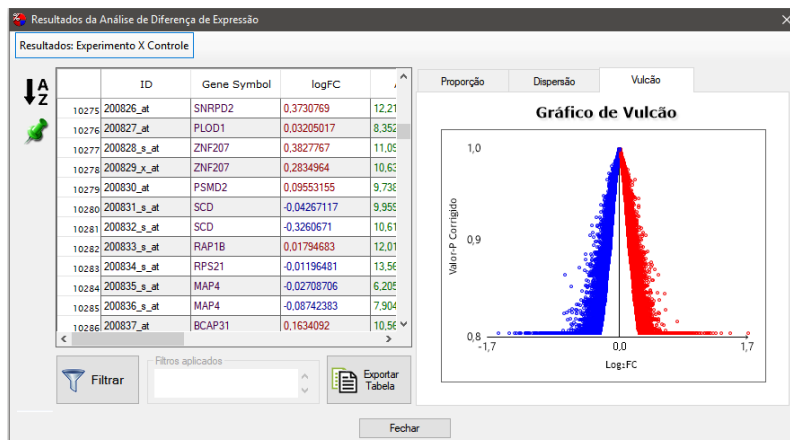 Resultados da Análise de Diferença de Expressão
Resultados: Experimento X Controle
A
Z
ID Gene Symbol logFC
10275 200826_at SNRPD2 0,3730769 12,21
10276 200827_at PLOD1 0,03205017 8,352
10277 200828_s_at ZNF207 0,3827767 11,09
10278 200829_x_at ZNF207 0,2834964 10,63
10279 200830_at PSMD2 0,09553155 9,738
10280 200831_s_at SCD -0,04267117 9,959
10281 200832_s_at SCD -0,3260671 10,61
10282 200833_s_at RAP1B 0,01794683 12,01
10283 200834_s_at RPS21 -0,01196481 13,56
10284 200835_s_at MAP4 -0,02708706 6,205
10285 200836_s_at MAP4 -0,08742383 7,904
10286 200837_at BCAP31 0,1634092 10,56
Filtrar
Filtros aplicados
Exportar
Tabela
Proporção Dispersão Vulcão
Gráfico de Vulcão
1,0
Valor-P Corrigido
0,9
0,8
-1,7 0,0 1,7
Log₂FC
Fechar